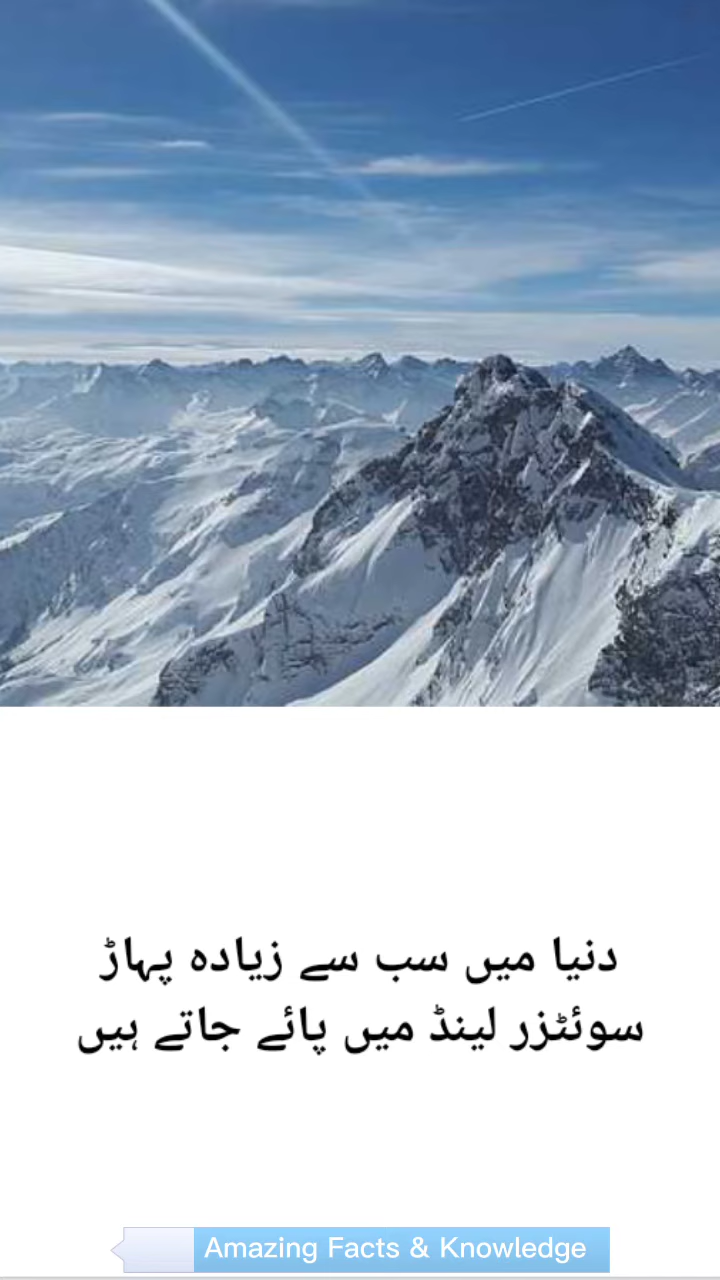 دنیا میں سب سے زیادہ پہاڑ
سوئٹزر لینڈ میں پائے جاتے ہیں
Amazing Facts & Knowledge